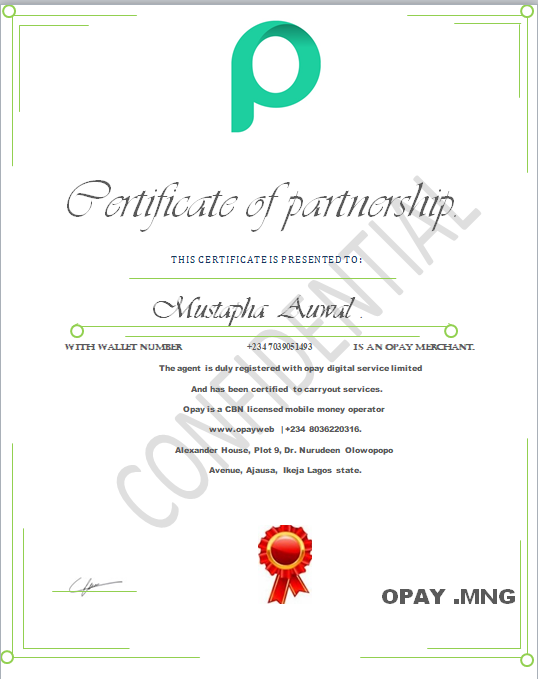 Certificate of partnership.
THIS CERTIFICATE IS PRESENTED TO:
Mustapha Auwal .
WITH WALLET NUMBER +234 7039051493 IS AN OPAY MERCHANT.
The agent is duly registered with opay digital service limited
And has been certified to carryout services.
Opay is a CBN licensed mobile money operator
www.opayweb |+234 8036220316.
Alexander House, Plot 9, Dr. Nurudeen Olowopopo
Avenue, Ajausa, Ikeja Lagos state.
CONFIDENTIAL
OPAY .MNG